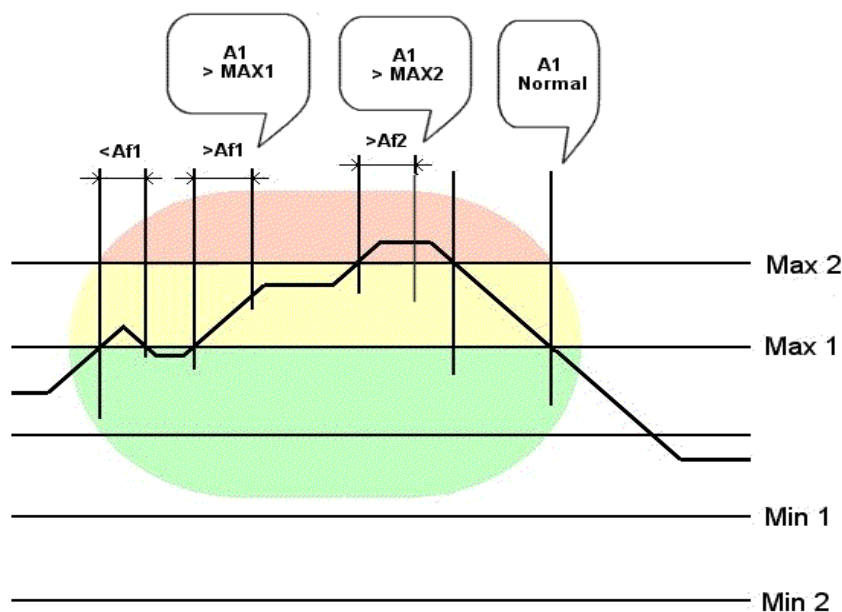 A1
> MAX1
A1
> MAX2
A1
Normal
<Af1
>Af1
>Af2
Max 2
Max 1
Min 1
Min 2